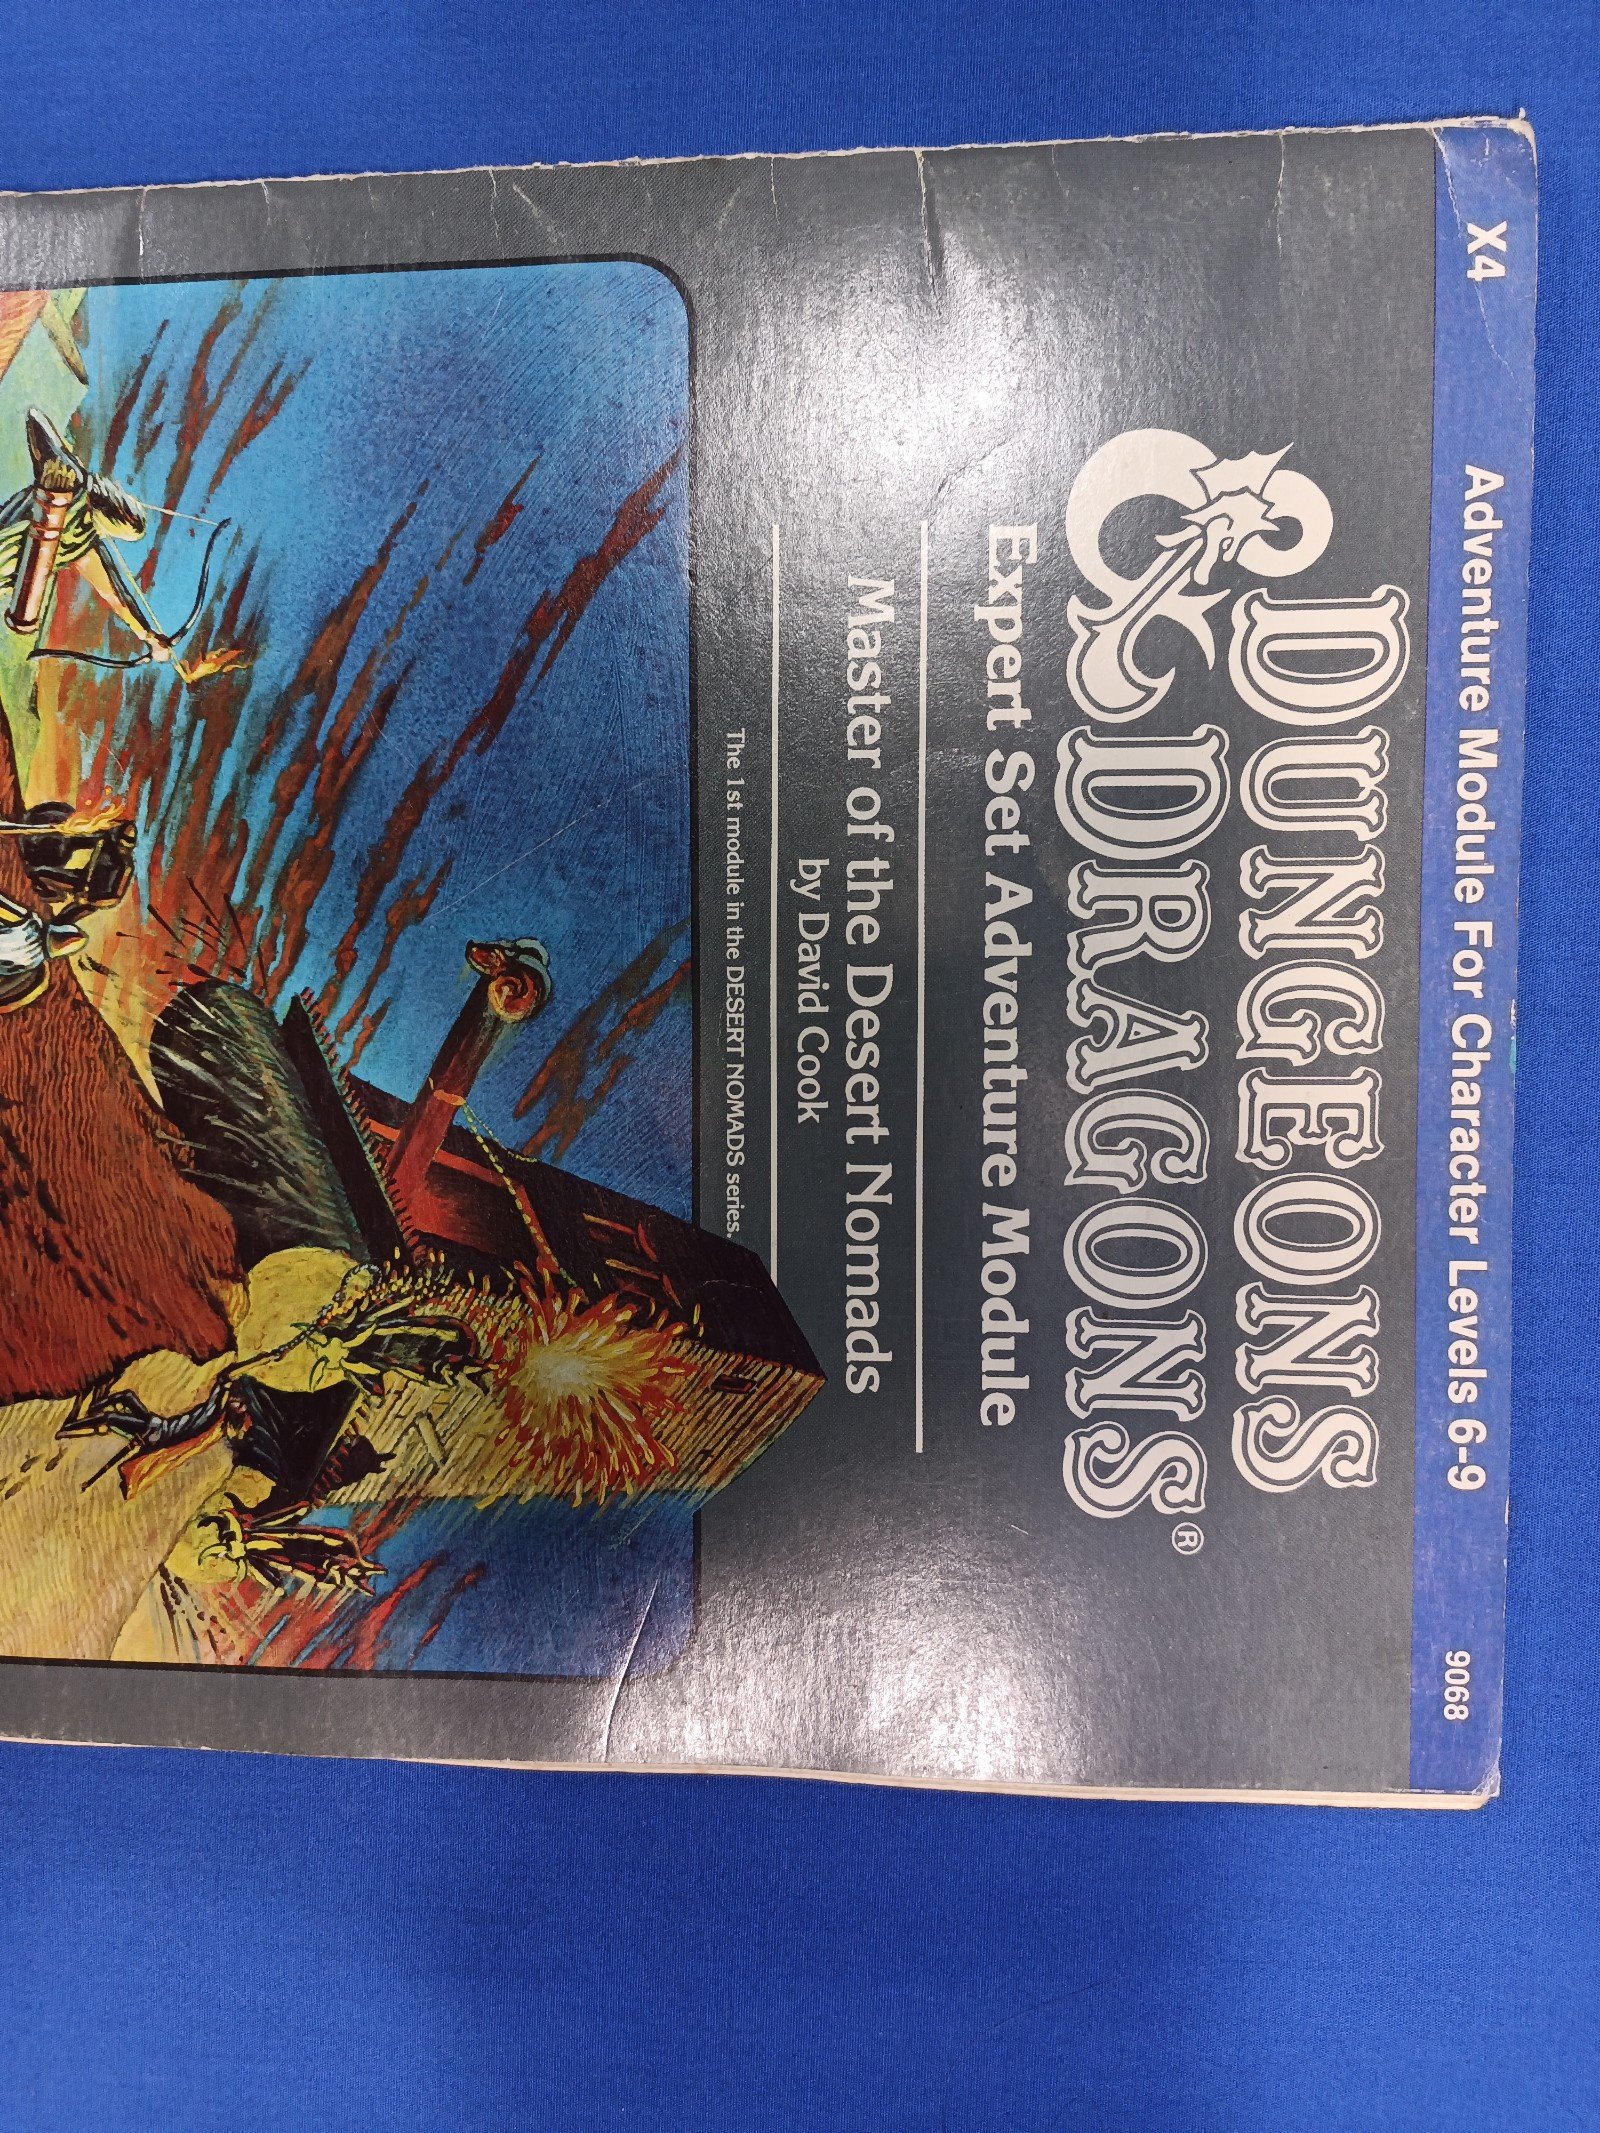 X4 Adventure Module For Character Levels 6-9 9068
DUNGEONS
& DRAGONS®
Expert Set Adventure Module
Master of the Desert Nomads
by David Cook
The 1st module in the DESERT NOMADS series.